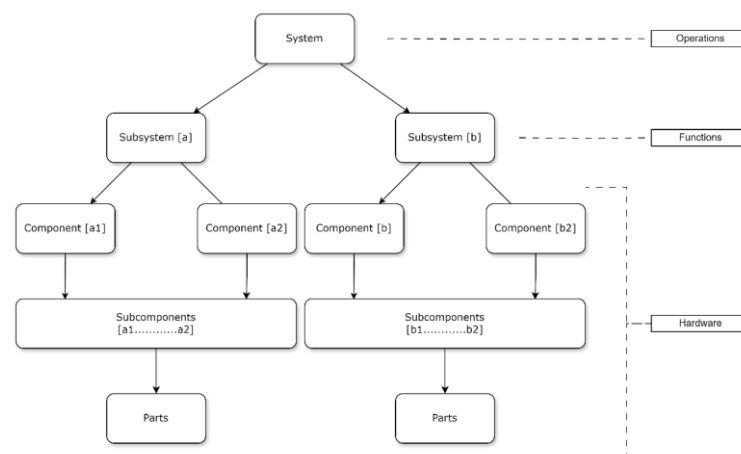 System
Operations
Subsystem [a]
Subsystem [b]
Functions
Component [a1]
Component [a2]
Component [b]
Component [b2]
Subcomponents
[a1............a2]
Subcomponents
[b1............b2]
Hardware
Parts
Parts